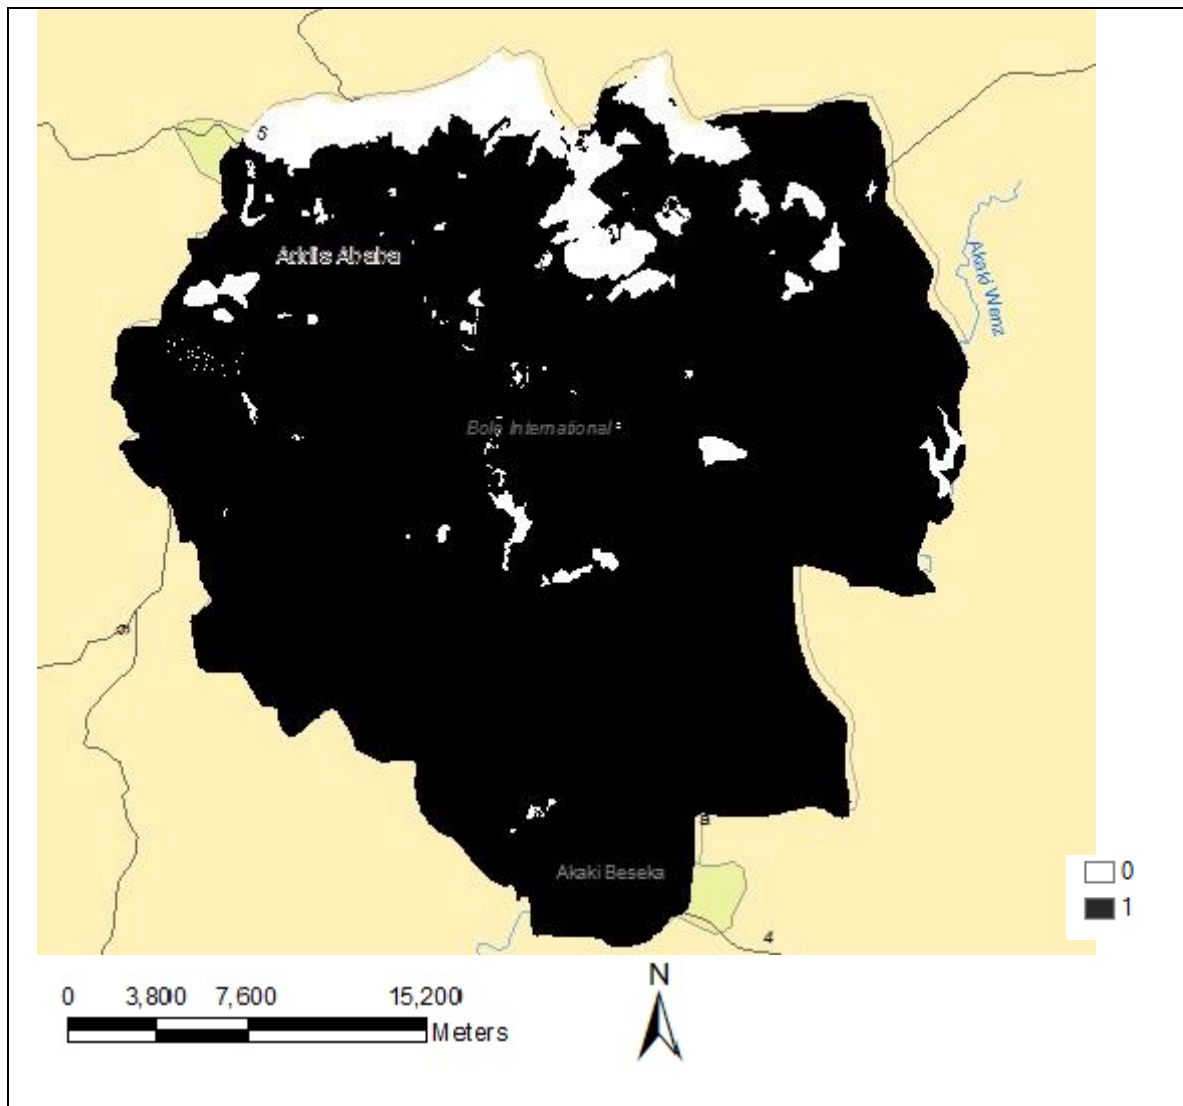 5
Addis Ababa
Akaki Wenz
Bole International
Akaki Beseka
4
0
1
N
0 3,800 7,600 15,200
Meters